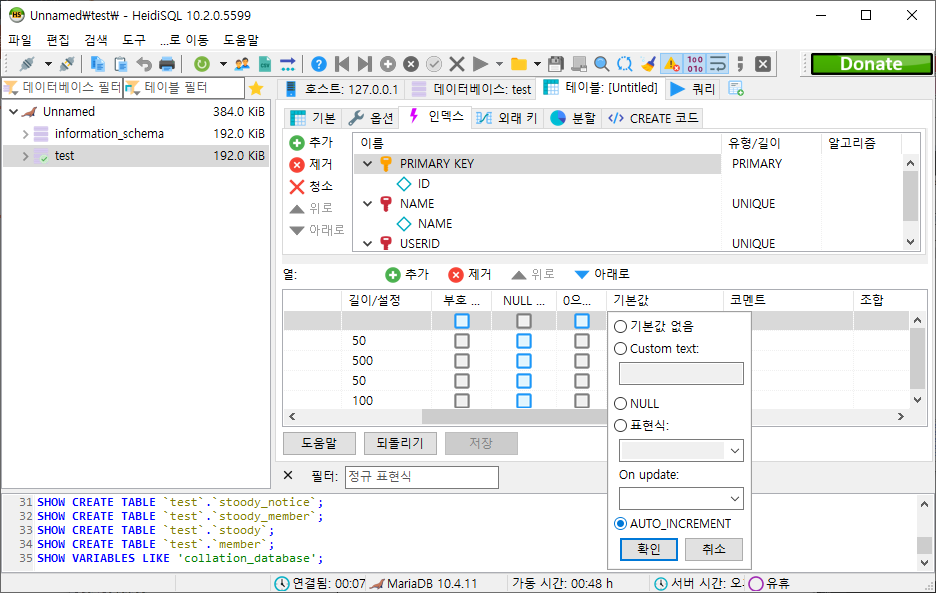 Unnamed₩test₩ - HeidiSQL 10.2.0.5599
파일 편집 검색 도구 ...로 이동 도움말
Donate
데이터베이스 필터 테이블 필터
호스트: 127.0.0.1 데이터베이스: test 테이블: [Untitled] 쿼리
Unnamed 384.0 KiB
information_schema 192.0 KiB
test 192.0 KiB
기본 옵션 인덱스 외래 키 분할 CREATE 코드
추가
제거
청소
위로
아래로
이름 유형/길이 알고리즘
PRIMARY KEY PRIMARY
ID
NAME UNIQUE
NAME
USERID UNIQUE
열: 추가 제거 위로 아래로
길이/설정 부호 ... NULL ... 0으... 기본값 코멘트 조합
50
500
50
100
기본값 없음
Custom text:
NULL
표현식:
On update:
AUTO_INCREMENT
확인 취소
도움말 되돌리기 저장
필터: 정규 표현식
31 SHOW CREATE TABLE `test`.`stoody_notice`;
32 SHOW CREATE TABLE `test`.`stoody_member`;
33 SHOW CREATE TABLE `test`.`stoody`;
34 SHOW CREATE TABLE `test`.`member`;
35 SHOW VARIABLES LIKE 'collation_database';
연결됨: 00:07 MariaDB 10.4.11 가동 시간: 00:48 h 서버 시간: 오. 유휴